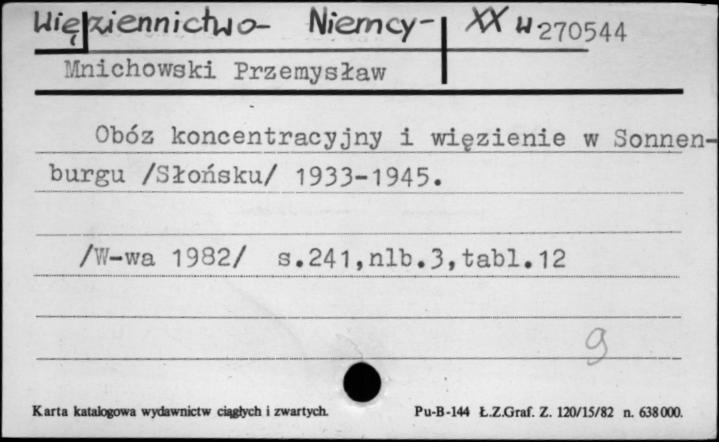 Więziennictwo- Niemcy- XX w 270544
Mnichowski Przemysław
Obóz koncentracyjny i więzienie w Sonnen-
burgu /Słońsku/ 1933-1945.
/W-wa 1982/ s.241,nlb.3,tabl.12
9
Karta katalogowa wydawnictw ciągłych i zwartych. Pu-B-144 Ł.Z.Graf. Z. 120/15/82 n. 638000.